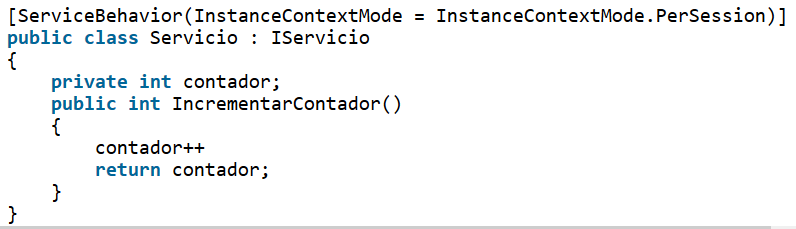 [ServiceBehavior(InstanceContextMode = InstanceContextMode.PerSession)]
public class Servicio : IServicio
{
    private int contador;
    public int IncrementarContador()
    {
        contador++
        return contador;
    }
}